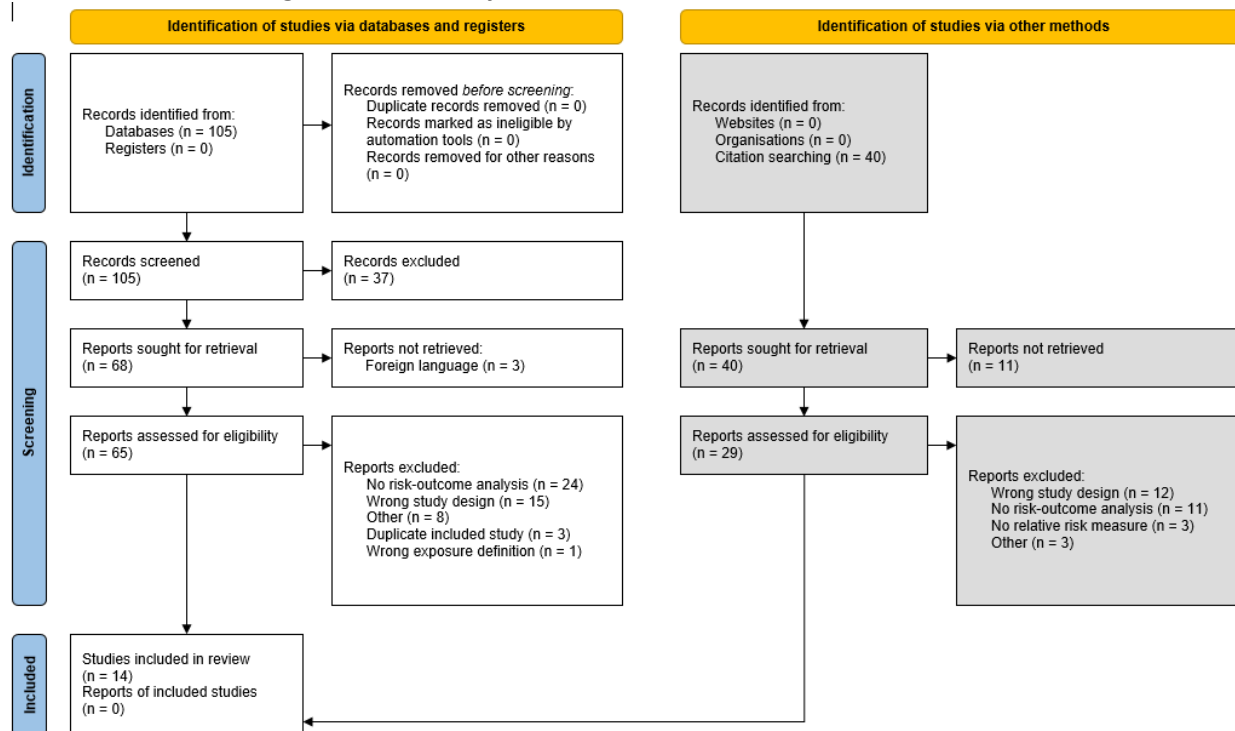 Identification of studies via databases and registers
Identification of studies via other methods
Identification
Records identified from:
Databases (n = 105)
Registers (n = 0)
Records removed before screening:
Duplicate records removed (n = 0)
Records marked as ineligible by
automation tools (n = 0)
Records removed for other reasons
(n = 0)
Records identified from:
Websites (n = 0)
Organisations (n = 0)
Citation searching (n = 40)
Screening
Records screened
(n = 105)
Records excluded
(n = 37)
Reports sought for retrieval
(n = 68)
Reports not retrieved:
Foreign language (n = 3)
Reports sought for retrieval
(n = 40)
Reports not retrieved
(n = 11)
Reports assessed for eligibility
(n = 65)
Reports excluded:
No risk-outcome analysis (n = 24)
Wrong study design (n = 15)
Other (n = 8)
Duplicate included study (n = 3)
Wrong exposure definition (n = 1)
Reports assessed for eligibility
(n = 29)
Reports excluded:
Wrong study design (n = 12)
No risk-outcome analysis (n = 11)
No relative risk measure (n = 3)
Other (n = 3)
Included
Studies included in review
(n = 14)
Reports of included studies
(n = 0)